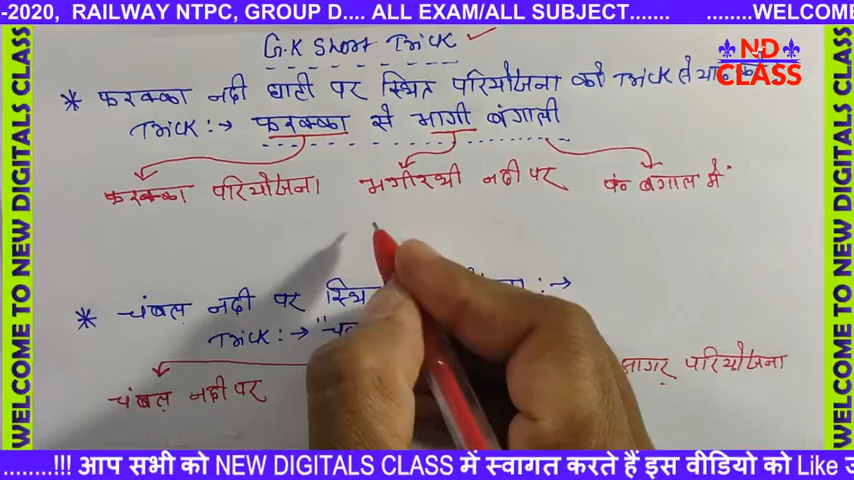 -2020, RAILWAY NTPC, GROUP D.... ALL EXAM/ALL SUBJECT....... ........WELCOME
G.K Short Trick
ND
CLASS
* फरक्का नदी घाटी पर स्थित परियोजना को Trick से याद
Trick :→ फरक्का से भागी बंगाली
फरक्का परियोजना भगीरथी नदी पर प० बंगाल में
* चंबल नदी पर :→
Trick :→
चंबल नदी पर सागर परियोजना
WELCOME TO NEW DIGITALS CLASS
WELCOME TO NEW DIGITALS CLASS
........!!! आप सभी को NEW DIGITALS CLASS में स्वागत करते हैं इस वीडियो को Like